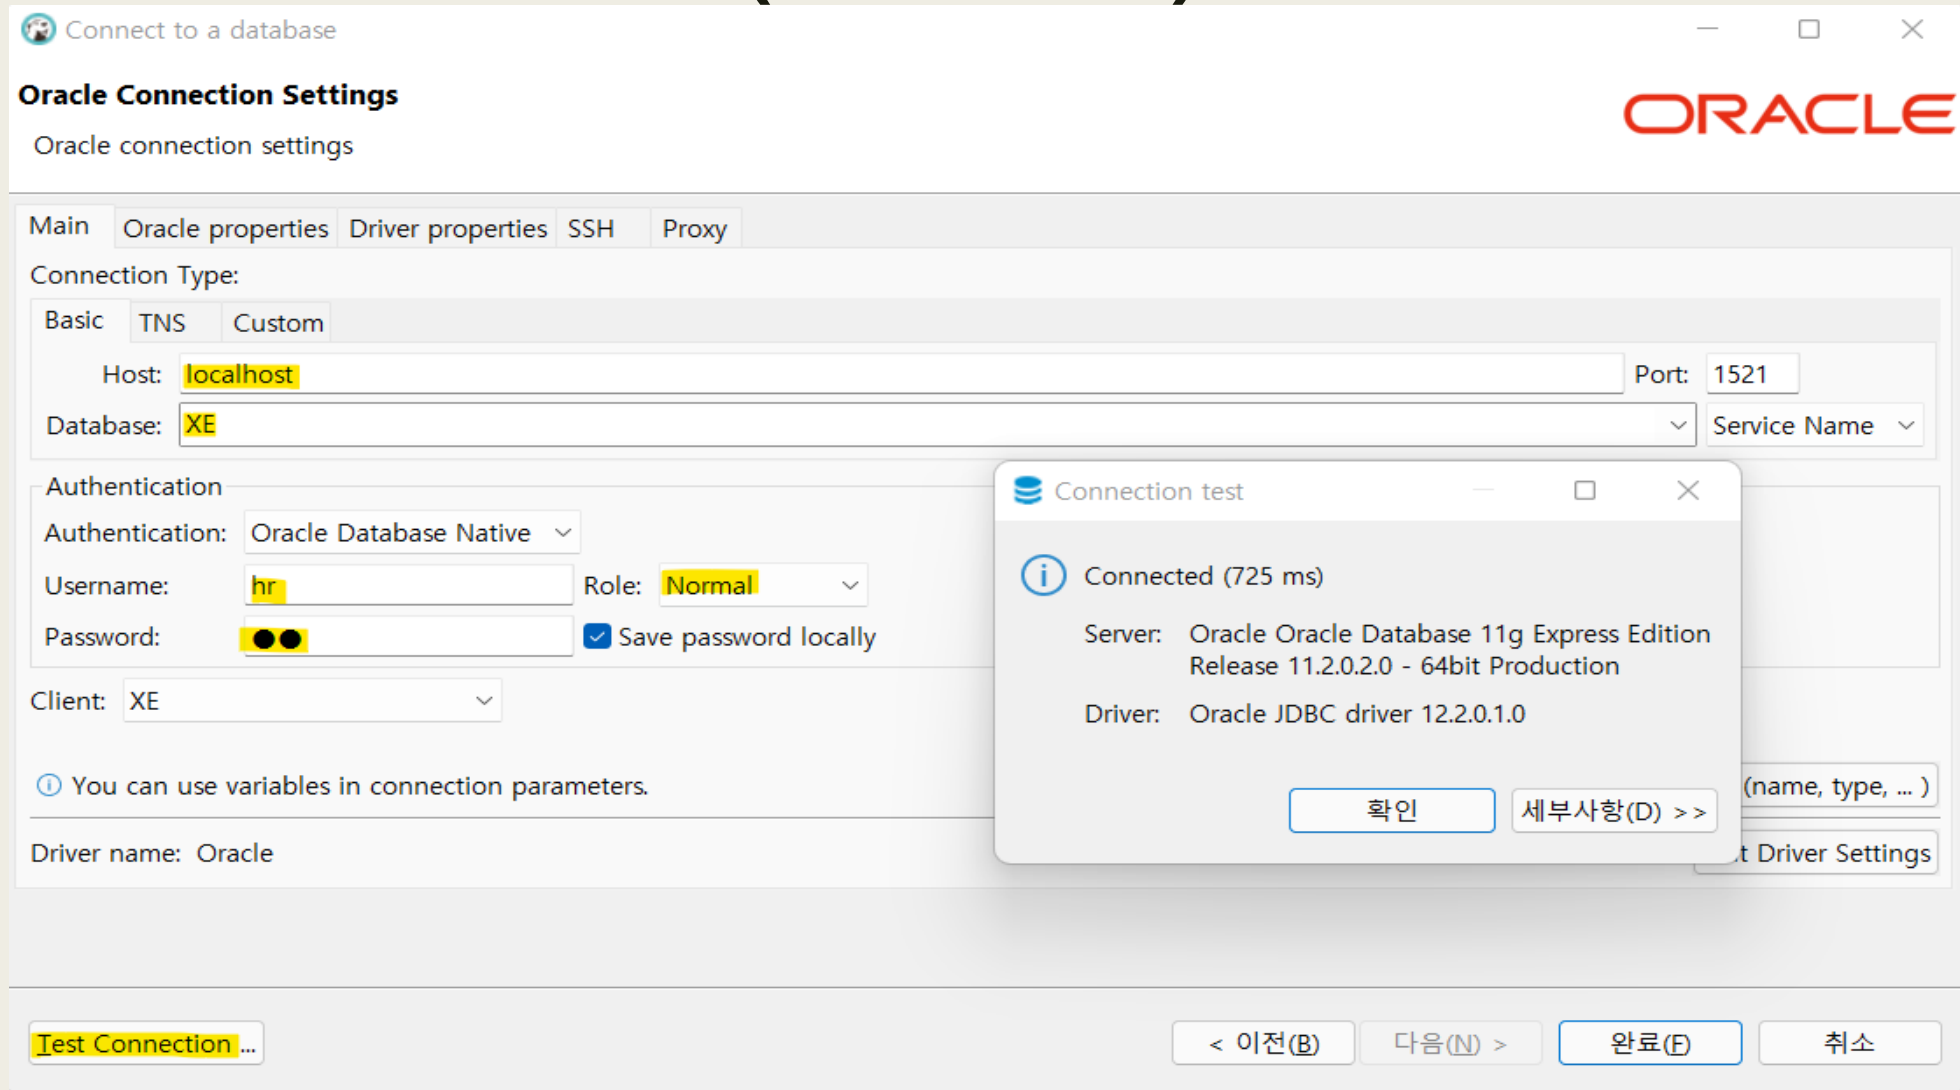 Connect to a database
Oracle Connection Settings
ORACLE
Oracle connection settings
Main Oracle properties Driver properties SSH Proxy
Connection Type:
Basic TNS Custom
Host: localhost Port: 1521
Database: XE Service Name
Authentication
Authentication: Oracle Database Native
Username: hr Role: Normal
Password: ●● Save password locally
Client: XE
You can use variables in connection parameters.
(name, type, ... )
Driver name: Oracle
t Driver Settings
Connection test
Connected (725 ms)
Server: Oracle Oracle Database 11g Express Edition
Release 11.2.0.2.0 - 64bit Production
Driver: Oracle JDBC driver 12.2.0.1.0
확인 세부사항(D) >>
Test Connection ... < 이전(B) 다음(N) > 완료(F) 취소